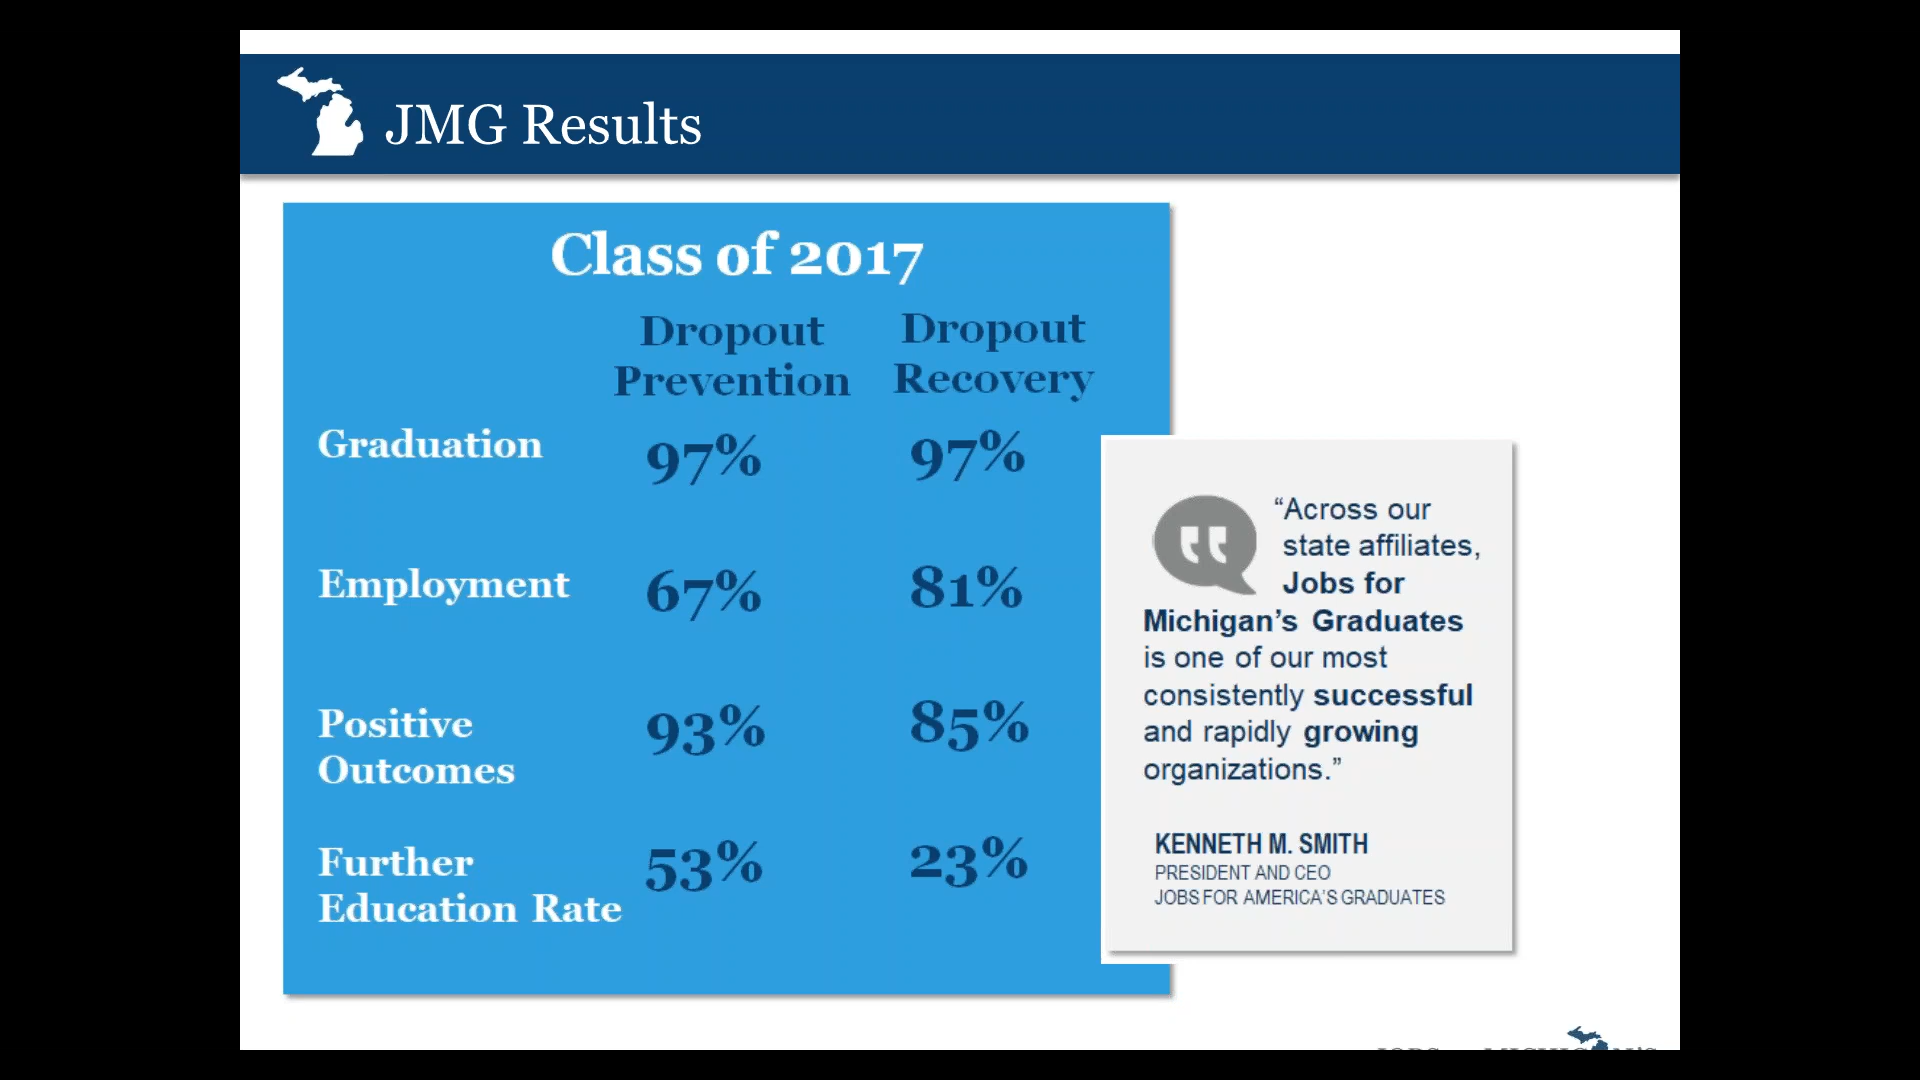 JMG Results
Class of 2017
Dropout Prevention
Dropout Recovery
Graduation 97% 97%
Employment 67% 81%
Positive Outcomes 93% 85%
Further Education Rate 53% 23%
“Across our
state affiliates,
Jobs for
Michigan’s Graduates
is one of our most
consistently successful
and rapidly growing
organizations.”
KENNETH M. SMITH
PRESIDENT AND CEO
JOBS FOR AMERICA’S GRADUATES